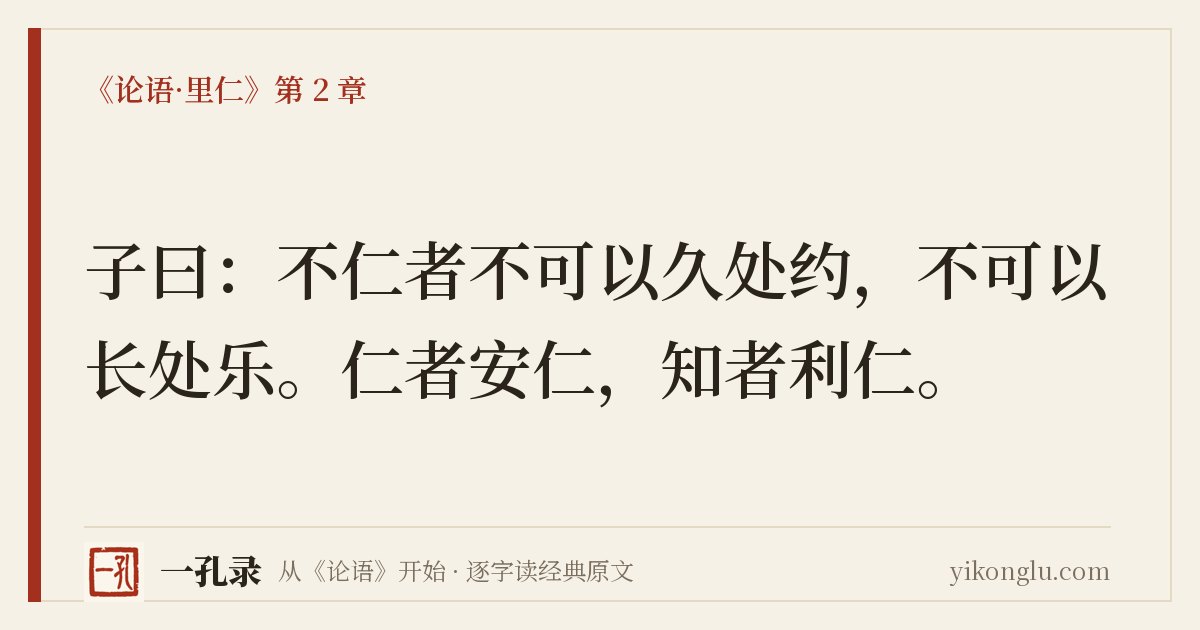 《论语·里仁》第 2 章
子曰：不仁者不可以久处约，不可以
长处乐。仁者安仁，知者利仁。
一孔
一孔录 从《论语》开始 · 逐字读经典原文 yikonglu.com